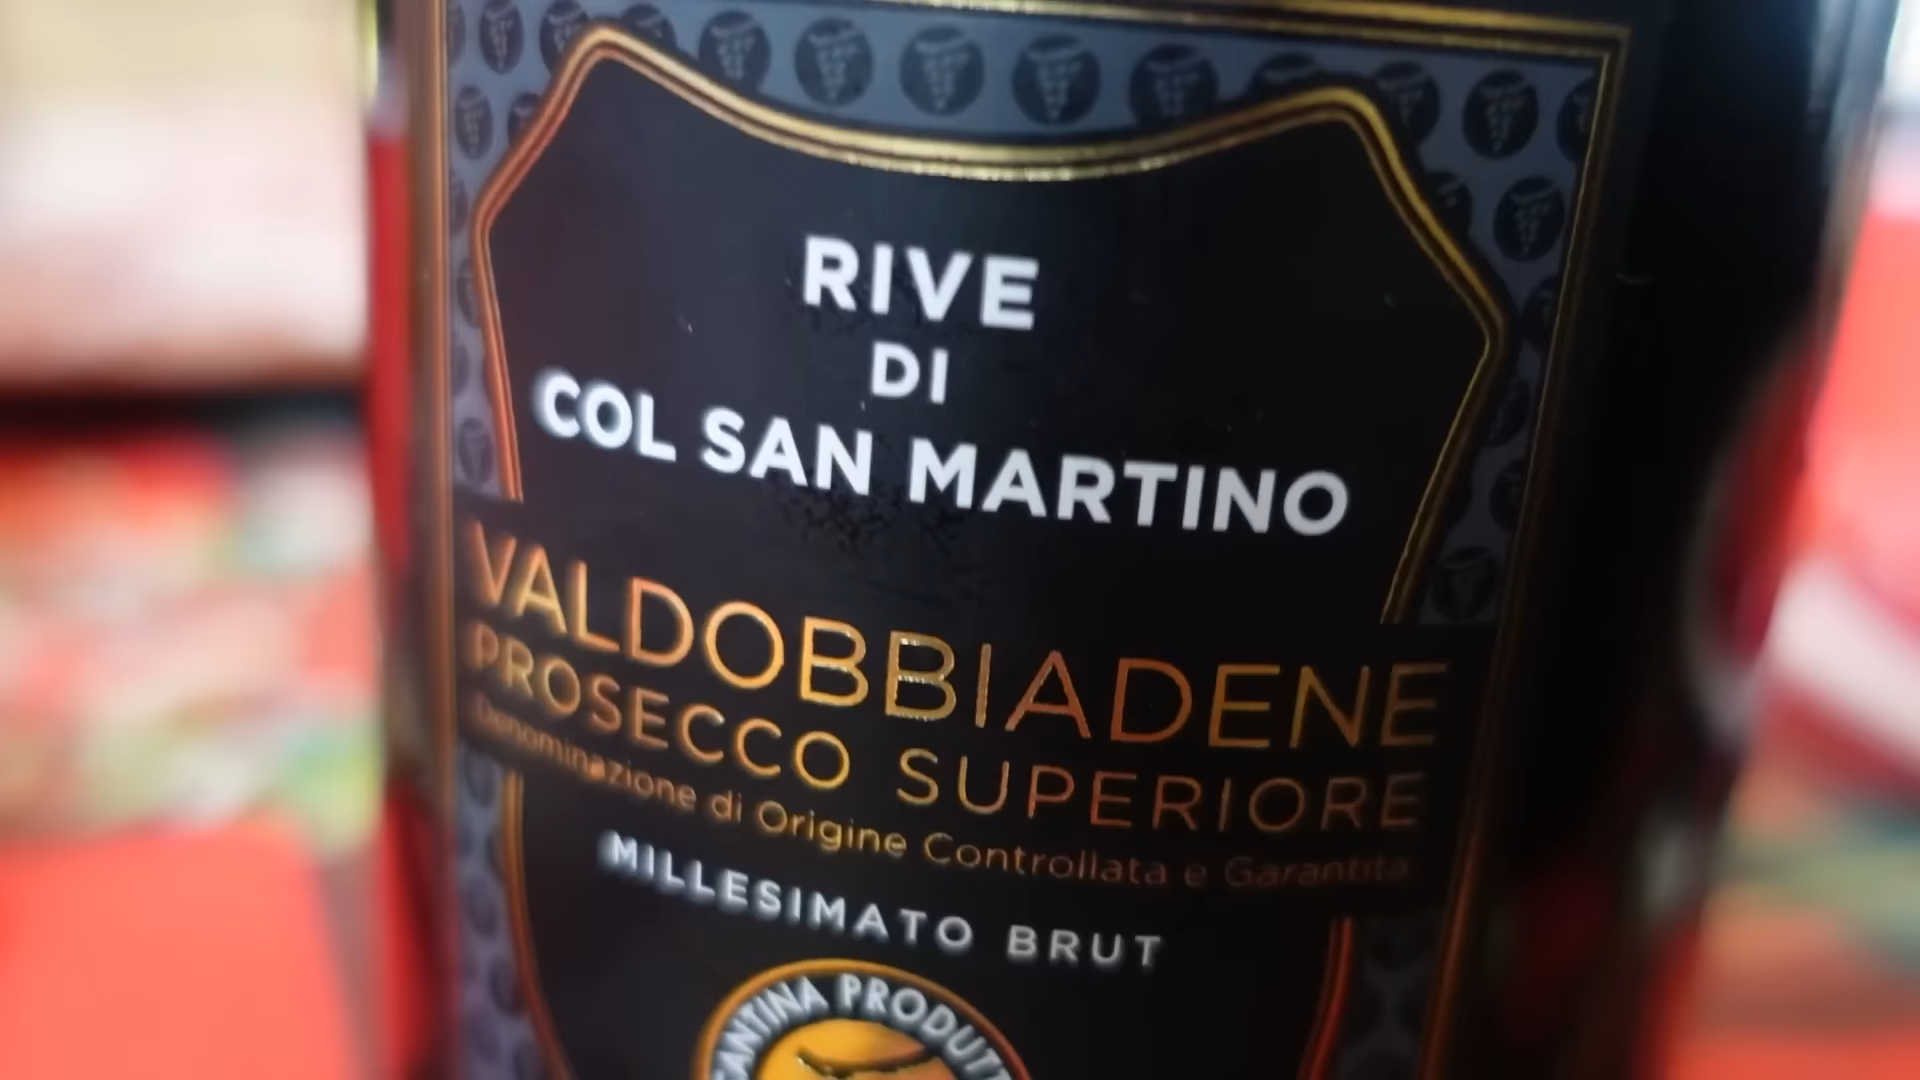 RIVE
DI
COL SAN MARTINO
VALDOBBIADENE
PROSECCO SUPERIORE
Denominazione di Origine Controllata e Garantita
MILLESIMATO BRUT
CANTINA PRODUTT